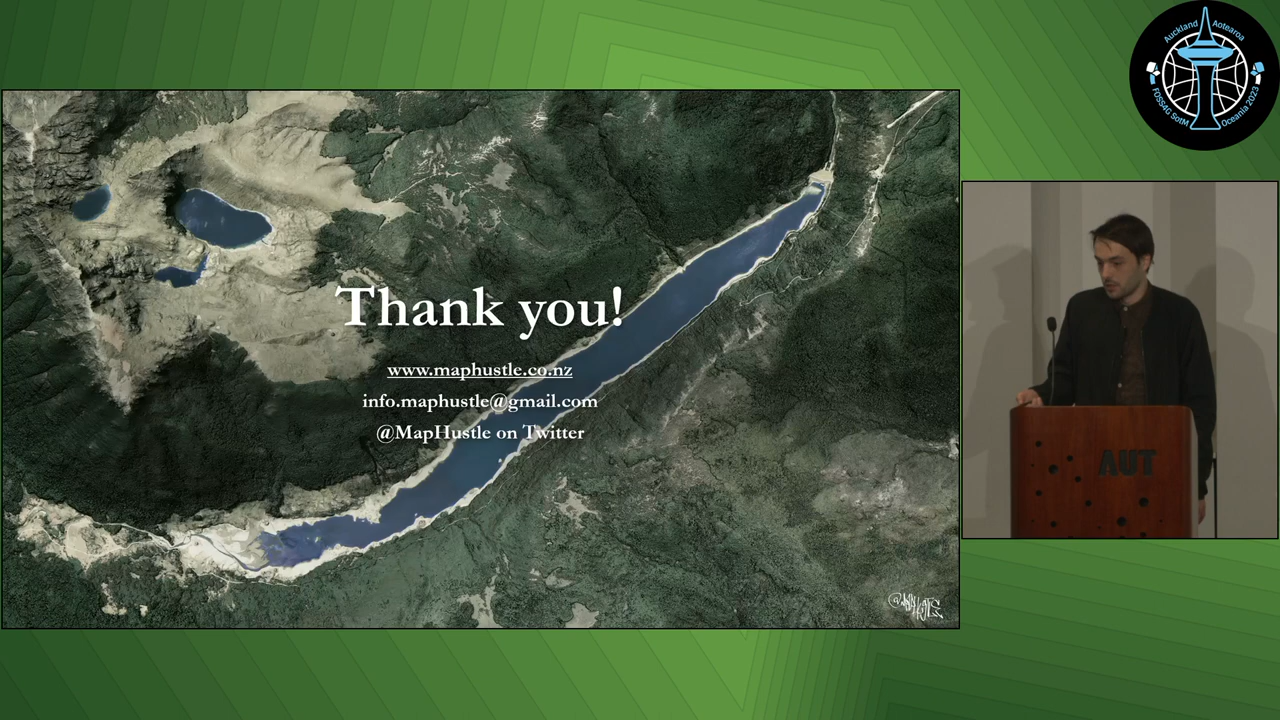 Auckland Aotearoa
FOSS4G SotM Oceania 2023
Thank you!
www.maphustle.co.nz
info.maphustle@gmail.com
@MapHustle on Twitter
AUT